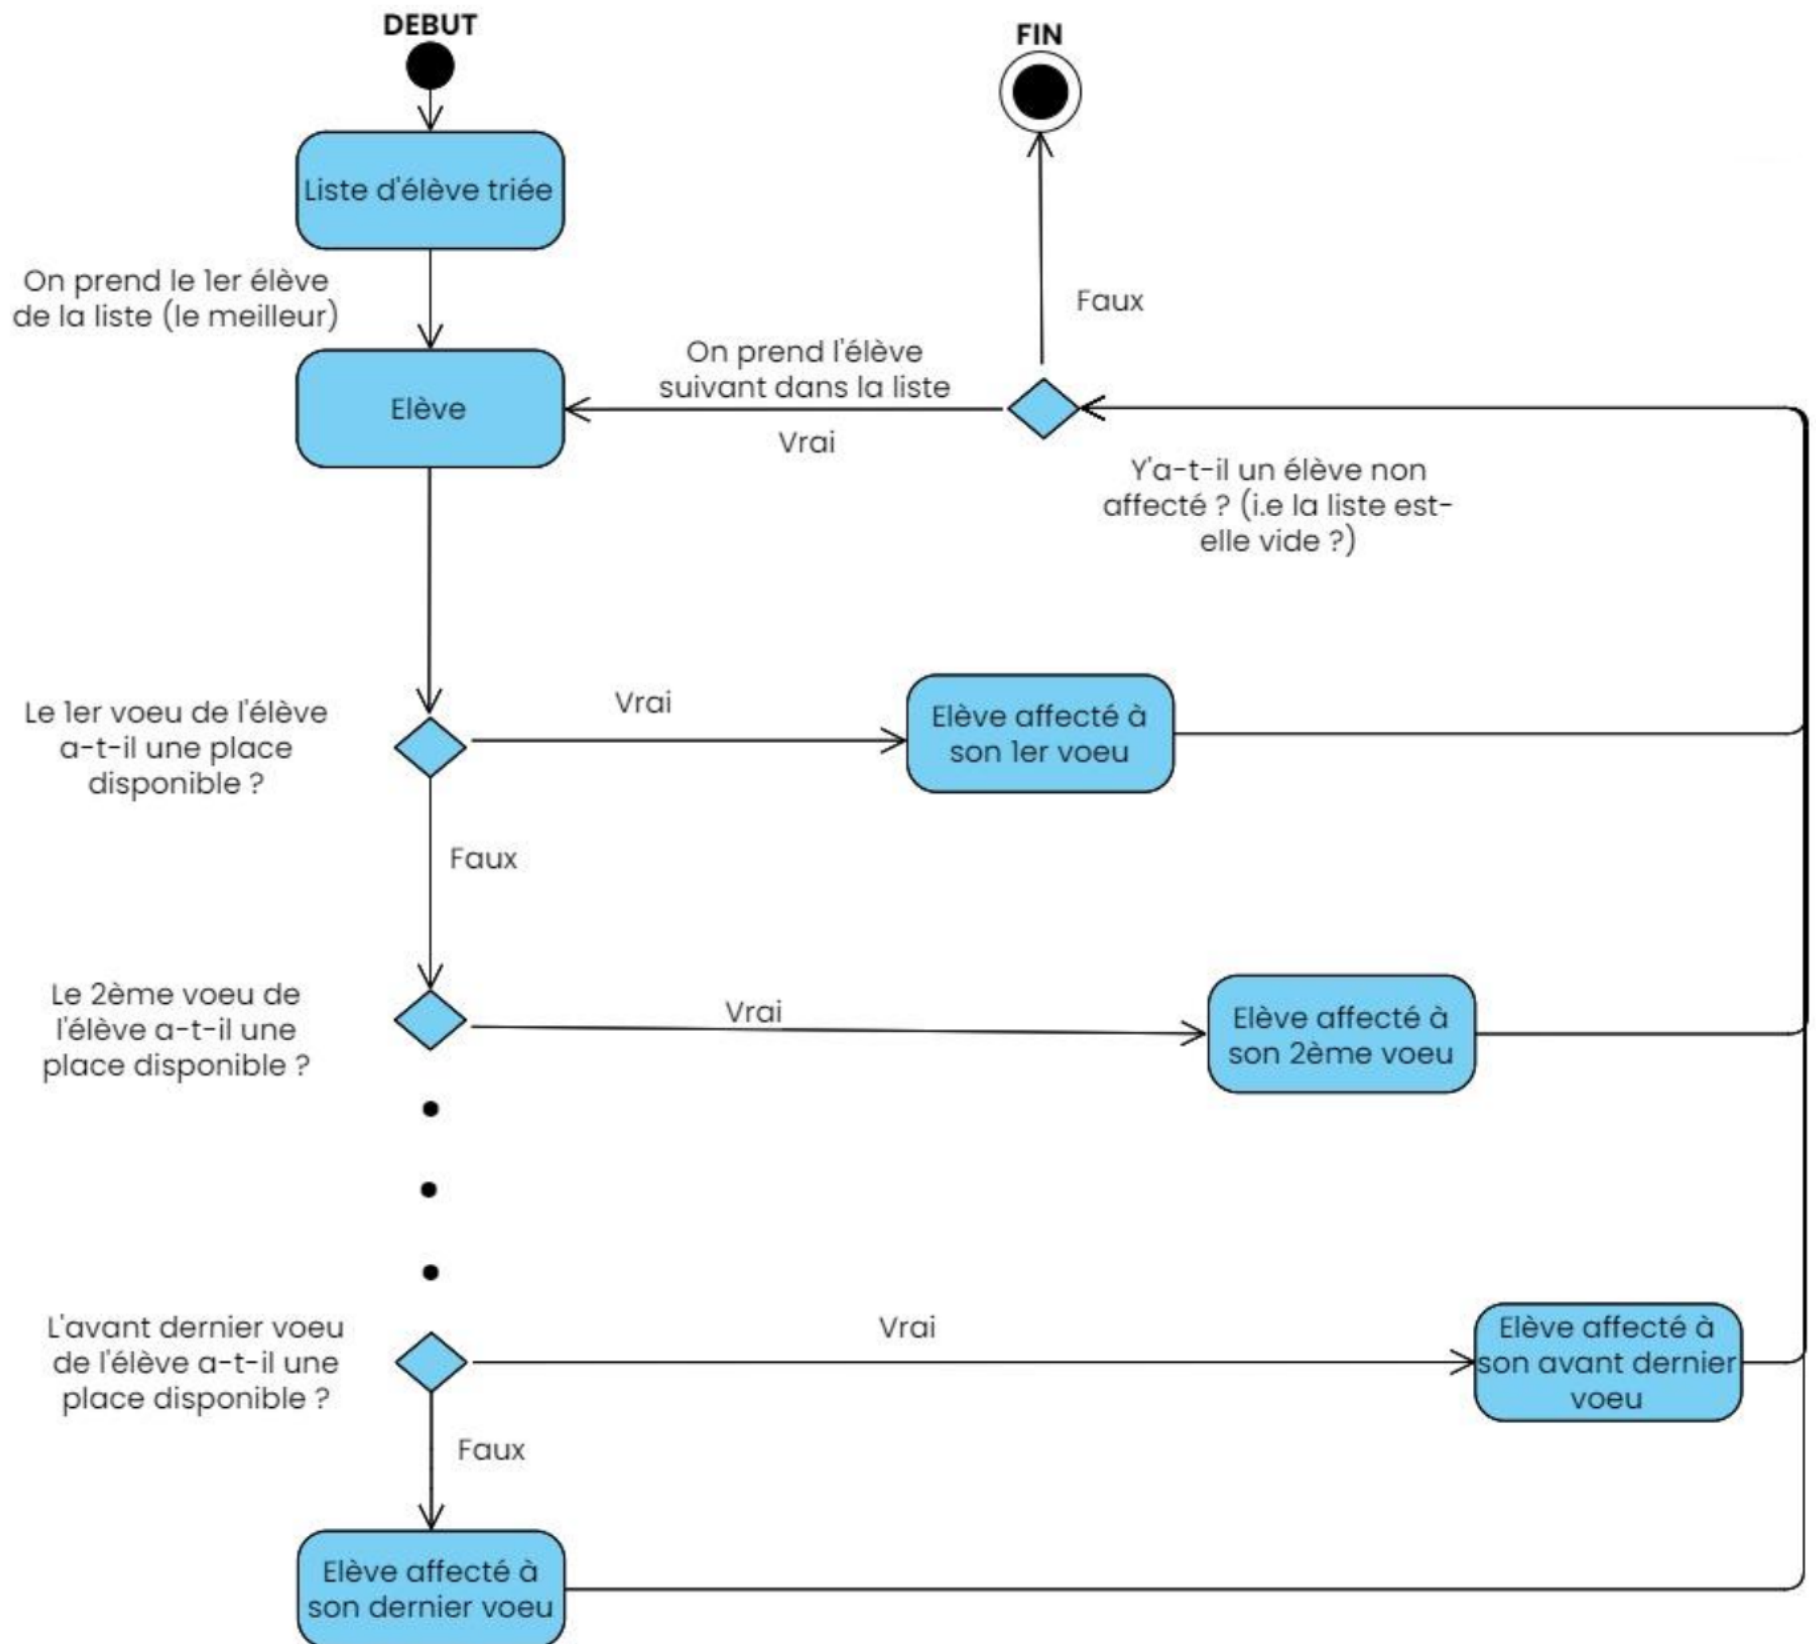 DEBUT
FIN
Liste d'élève triée
On prend le 1er élève
de la liste (le meilleur)
Faux
On prend l'élève
suivant dans la liste
Elève
Vrai
Y'a-t-il un élève non
affecté ? (i.e la liste est-
elle vide ?)
Le 1er voeu de l'élève
a-t-il une place
disponible ?
Vrai
Elève affecté à
son 1er voeu
Faux
Le 2ème voeu de
l'élève a-t-il une
place disponible ?
Vrai
Elève affecté à
son 2ème voeu
L'avant dernier voeu
de l'élève a-t-il une
place disponible ?
Vrai
Elève affecté à
son avant dernier
voeu
Faux
Elève affecté à
son dernier voeu